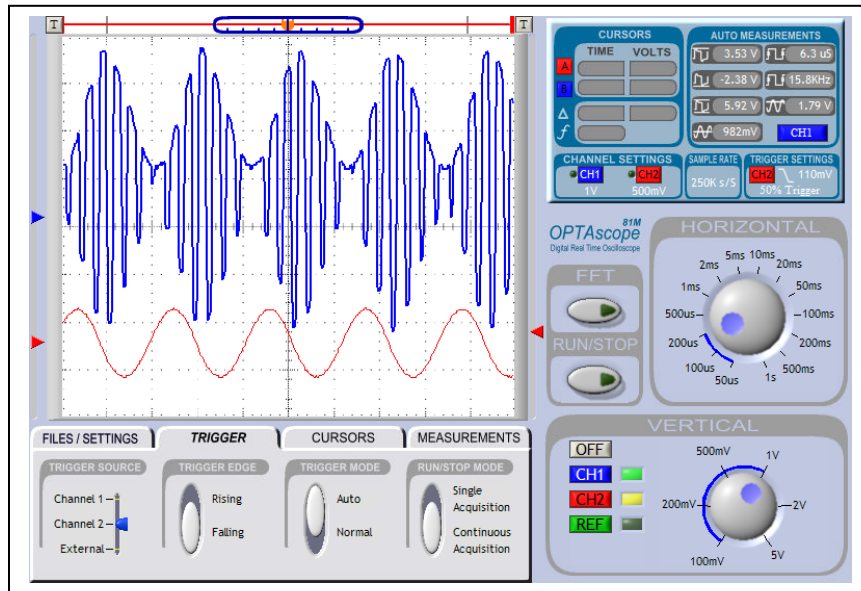 T T
CURSORS
TIME VOLTS
A
B
Δ
f
AUTO MEASUREMENTS
3.53 V 6.3 uS
-2.38 V 15.8KHz
5.92 V 1.79 V
982mV CH1
CHANNEL SETTINGS
CH1 CH2
1V 500mV
SAMPLE RATE
250K s/S
TRIGGER SETTINGS
CH2 110mV
50% Trigger
81M
OPTAscope
Digital Real Time Oscilloscope
FFT
RUN/STOP
HORIZONTAL
5ms 10ms
2ms 20ms
1ms 50ms
500us 100ms
200us 200ms
100us 500ms
50us 1s
FILES / SETTINGS TRIGGER CURSORS MEASUREMENTS
TRIGGER SOURCE
Channel 1
Channel 2
External
TRIGGER EDGE
Rising
Falling
TRIGGER MODE
Auto
Normal
RUN/STOP MODE
Single
Acquisition
Continuous
Acquisition
VERTICAL
OFF
CH1
CH2
REF
500mV 1V
200mV 2V
100mV 5V